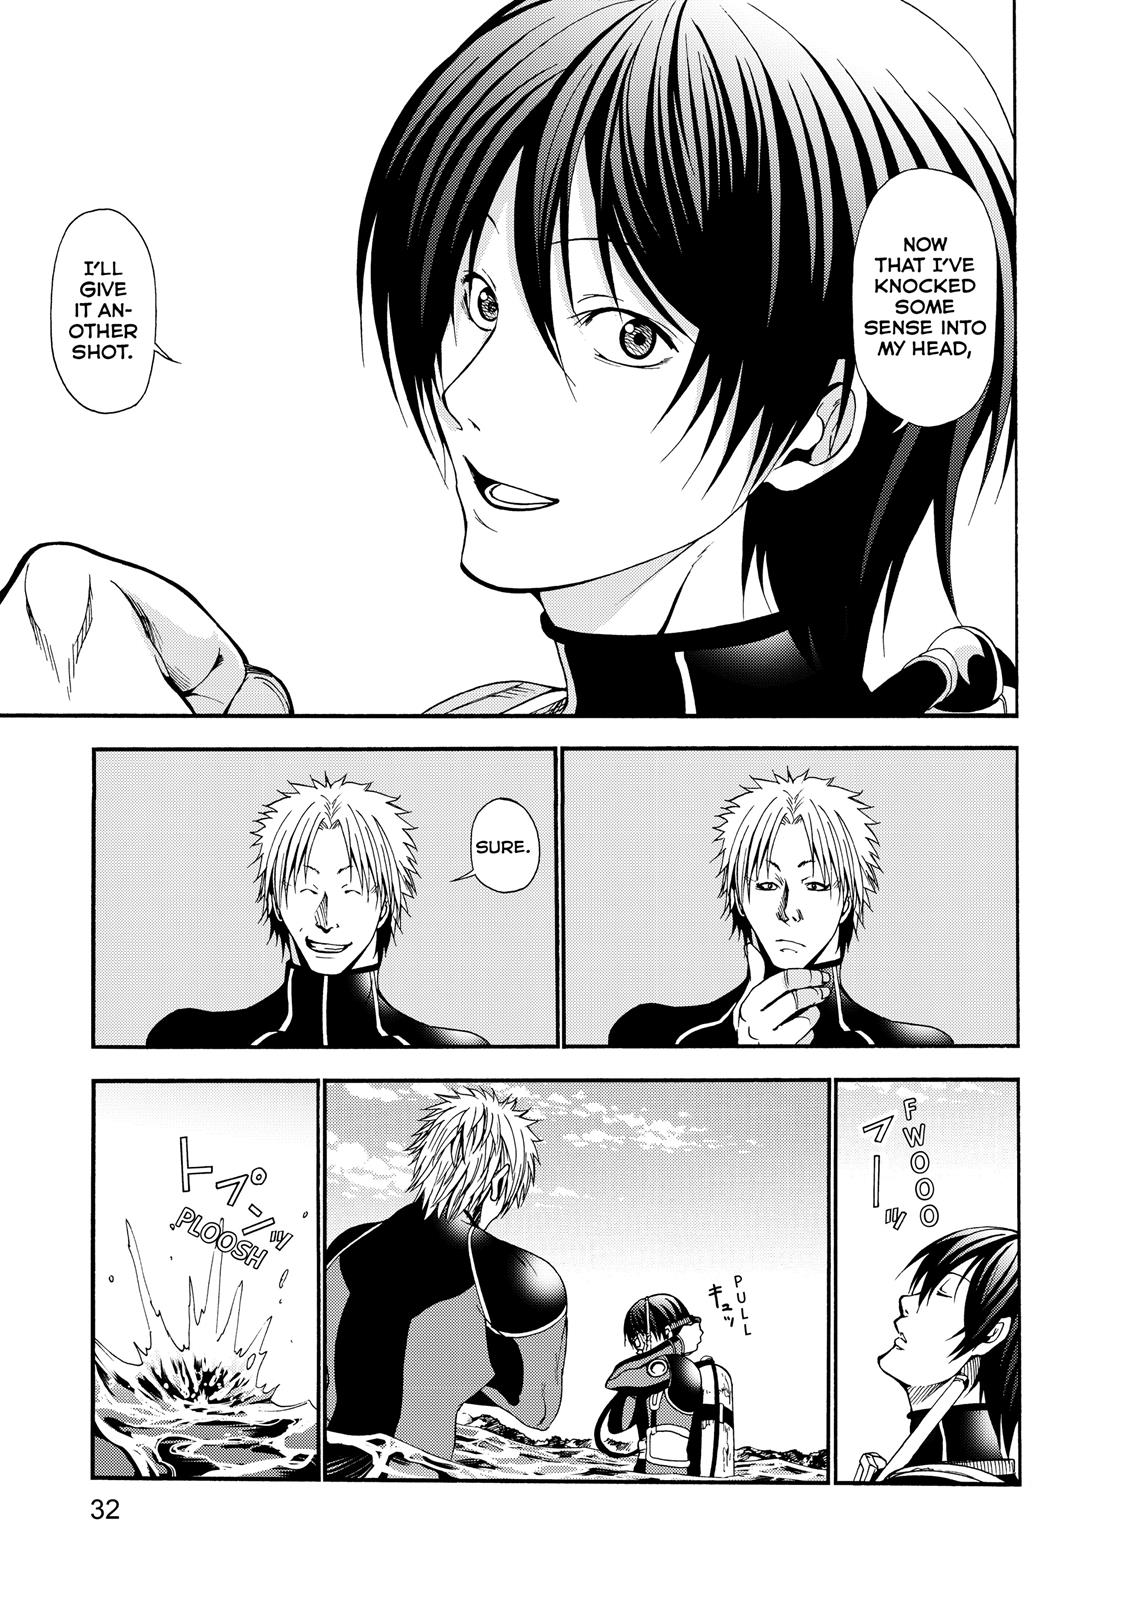 NOW
THAT I'VE
KNOCKED
SOME
SENSE INTO
MY HEAD,
I'LL
GIVE
IT AN-
OTHER
SHOT.
SURE.
FWOOO
フーッ
PULL
キュッ
トプンッ
PLOOSH
32